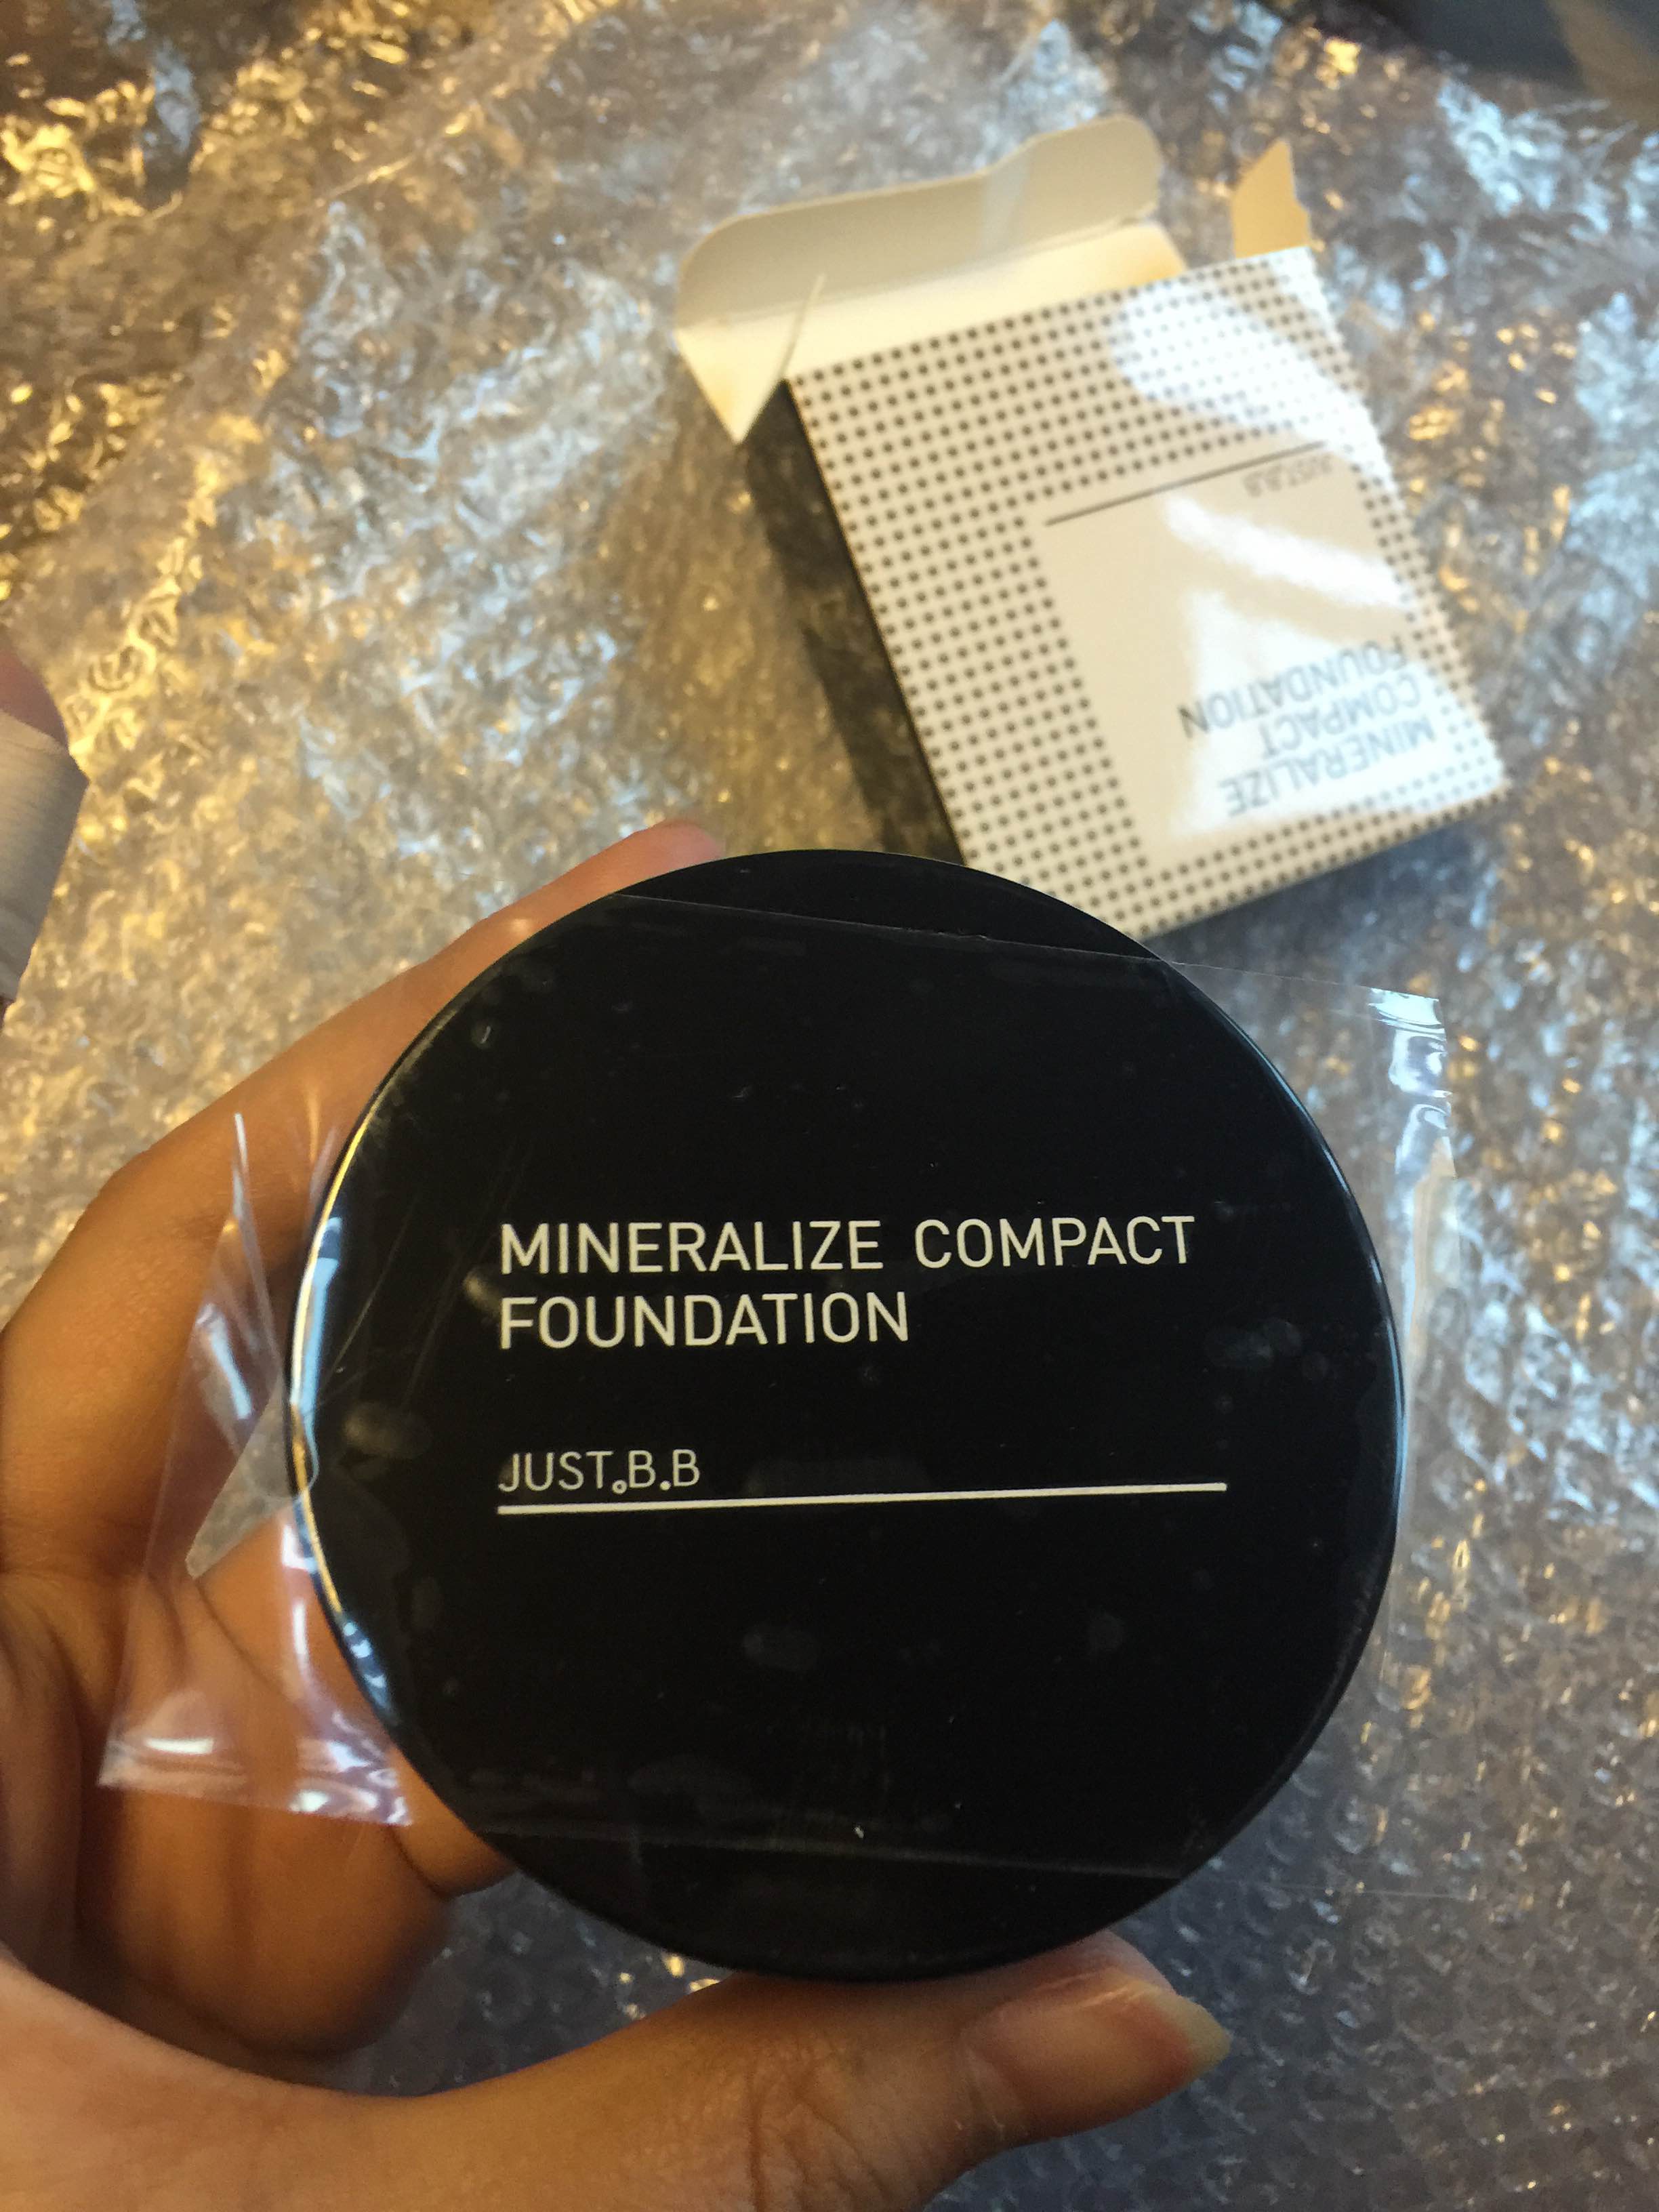 MINERALIZE COMPACT
FOUNDATION
JUST.B.B
MINERALIZE
COMPACT
FOUNDATION
JUST.B.B